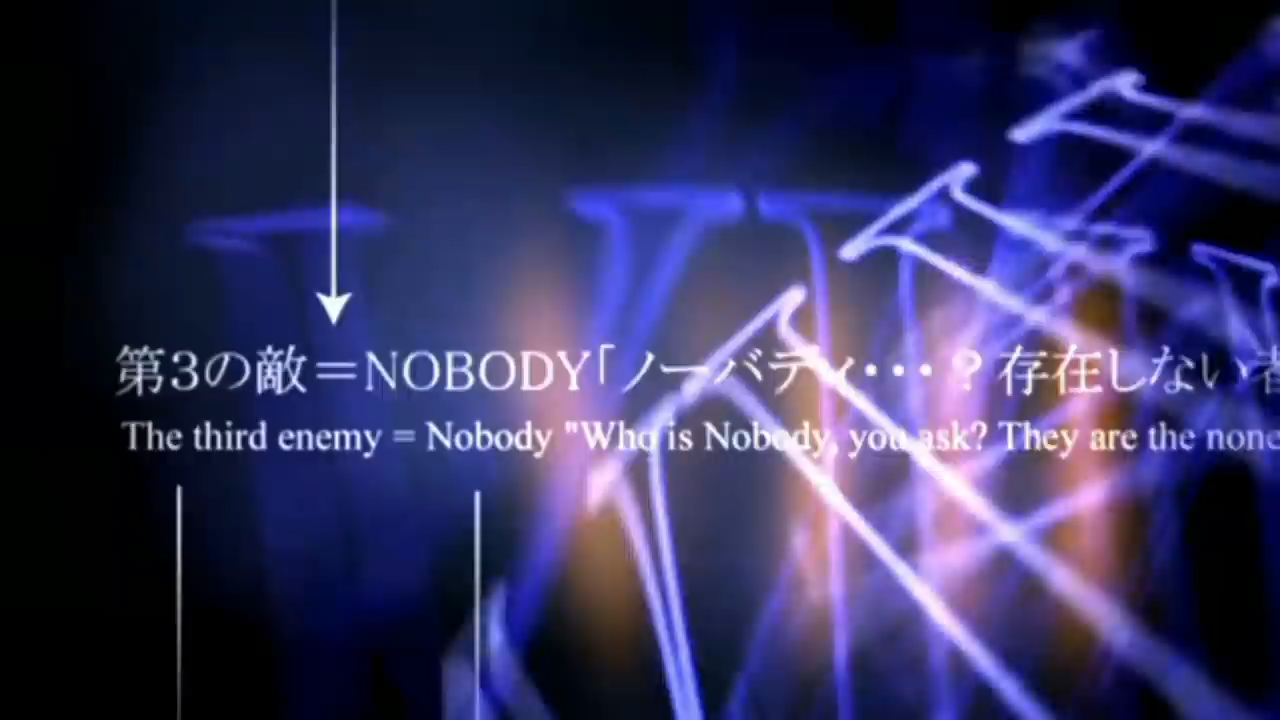 第3の敵＝NOBODY「ノーバディ・・・？存在しない者
The third enemy = Nobody "Who is Nobody, you ask? They are the none